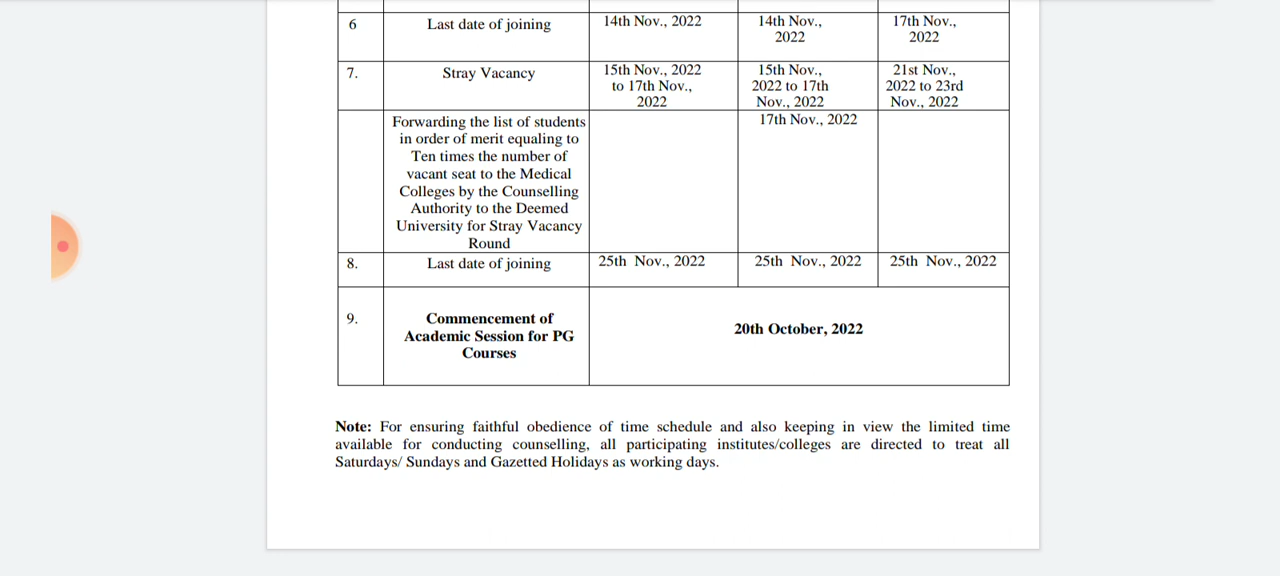 6
Last date of joining
14th Nov., 2022
14th Nov.,
2022
17th Nov.,
2022
7.
Stray Vacancy
15th Nov., 2022
to 17th Nov.,
2022
15th Nov.,
2022 to 17th
Nov., 2022
21st Nov.,
2022 to 23rd
Nov., 2022
Forwarding the list of students
in order of merit equaling to
Ten times the number of
vacant seat to the Medical
Colleges by the Counselling
Authority to the Deemed
University for Stray Vacancy
Round
17th Nov., 2022
8.
Last date of joining
25th Nov., 2022
25th Nov., 2022
25th Nov., 2022
9.
Commencement of
Academic Session for PG
Courses
20th October, 2022
Note: For ensuring faithful obedience of time schedule and also keeping in view the limited time
available for conducting counselling, all participating institutes/colleges are directed to treat all
Saturdays/ Sundays and Gazetted Holidays as working days.